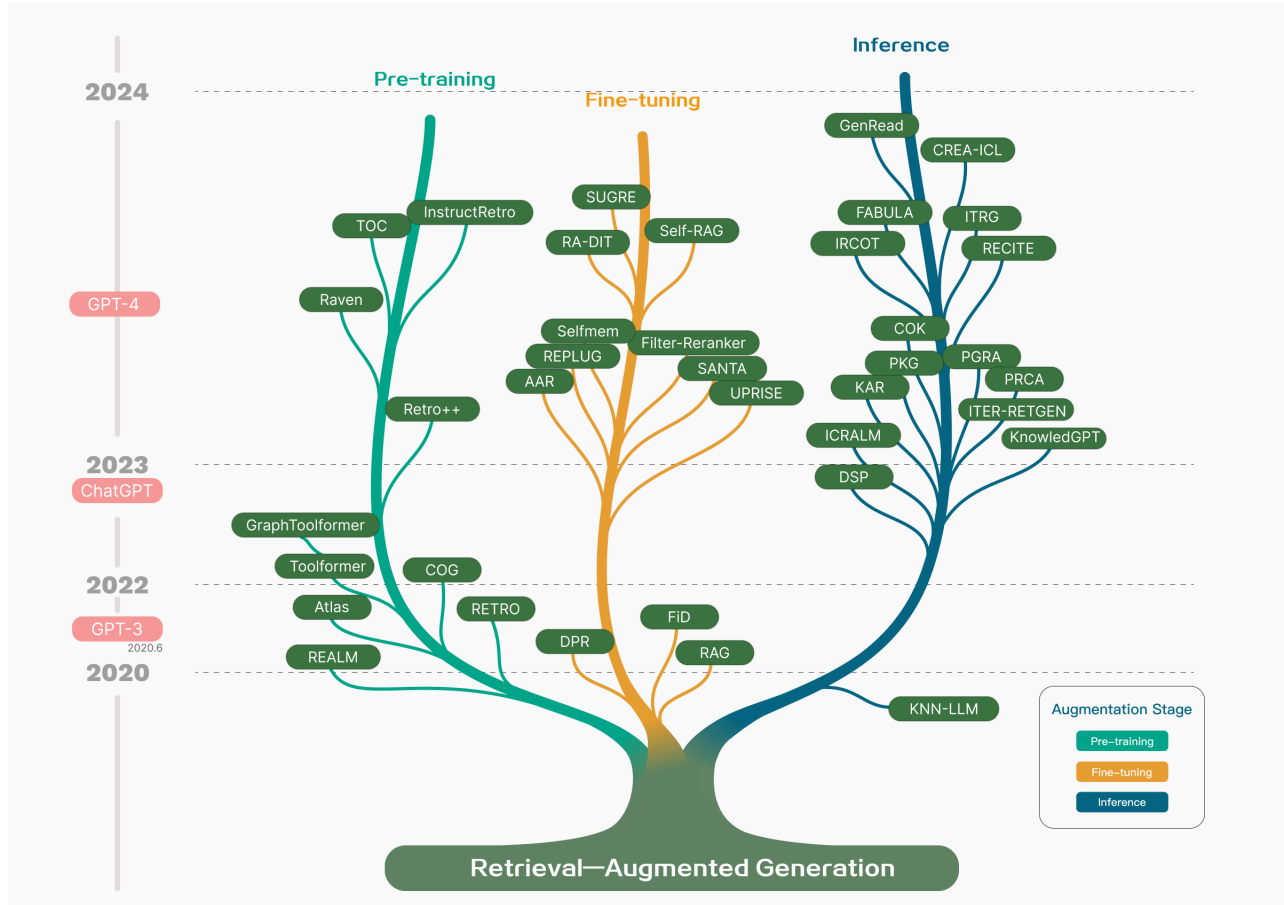 Inference
Pre-training
2024
Fine-tuning
GenRead
CREA-ICL
SUGRE
InstructRetro
FABULA
ITRG
TOC
Self-RAG
RA-DIT
IRCOT
RECITE
Raven
GPT-4
COK
Selfmem
Filter-Reranker
REPLUG
PGRA
PKG
SANTA
AAR
PRCA
KAR
UPRISE
Retro++
ITER-RETGEN
ICRALM
KnowledGPT
2023
DSP
ChatGPT
GraphToolformer
Toolformer
COG
2022
Atlas
RETRO
FiD
GPT-3
2020.6
DPR
RAG
REALM
2020
KNN-LLM
Augmentation Stage
Pre-training
Fine-tuning
Inference
Retrieval—Augmented Generation